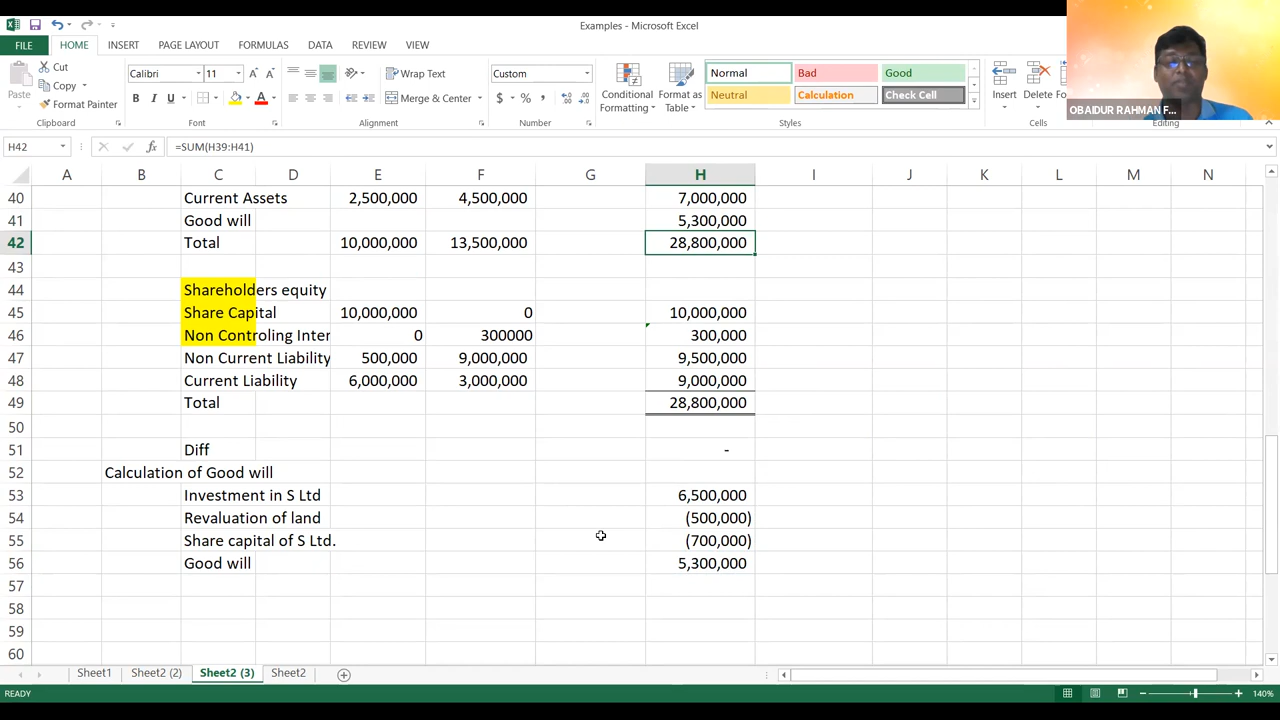 Examples - Microsoft Excel
FILE HOME INSERT PAGE LAYOUT FORMULAS DATA REVIEW VIEW
Paste Cut Copy Format Painter
Calibri 11 A A
B I U A
Wrap Text
Merge & Center
Custom
$ % ,
Conditional Formatting
Format as Table
Normal Bad Good
Neutral Calculation Check Cell
Insert Delete
OBAIDUR RAHMAN F...
Clipboard Font Alignment Number Styles Cells Editing
H42 fx =SUM(H39:H41)
A B C D E F G H I J K L M N
40 Current Assets 2,500,000 4,500,000 7,000,000
41 Good will 5,300,000
42 Total 10,000,000 13,500,000 28,800,000
43
44 Shareholders equity
45 Share Capital 10,000,000 0 10,000,000
46 Non Controling Inter 0 300000 300,000
47 Non Current Liability 500,000 9,000,000 9,500,000
48 Current Liability 6,000,000 3,000,000 9,000,000
49 Total 28,800,000
50
51 Diff -
52 Calculation of Good will
53 Investment in S Ltd 6,500,000
54 Revaluation of land (500,000)
55 Share capital of S Ltd. (700,000)
56 Good will 5,300,000
57
58
59
60
Sheet1 Sheet2 (2) Sheet2 (3) Sheet2
READY 140%